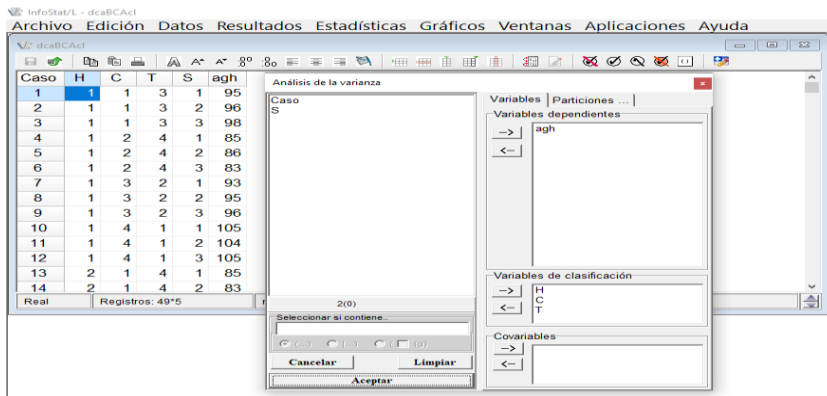 InfoStat/L - dcaBCAcl
Archivo Edición Datos Resultados Estadísticas Gráficos Ventanas Aplicaciones Ayuda
dcaBCAcl
Caso H C T S agh
1 1 1 3 1 95
2 1 1 3 2 96
3 1 1 3 3 98
4 1 2 4 1 85
5 1 2 4 2 86
6 1 2 4 3 83
7 1 3 2 1 93
8 1 3 2 2 95
9 1 3 2 3 96
10 1 4 1 1 105
11 1 4 1 2 104
12 1 4 1 3 105
13 2 1 4 1 85
14 2 1 4 2 83
Real Registros: 49*5
Análisis de la varianza
Caso
S
2(0)
Seleccionar si contiene..
Cancelar Limpiar
Aceptar
Variables Particiones ...
Variables dependientes
-->
agh
<--
Variables de clasificación
-->
H
C
<--
T
Covariables
-->
<--